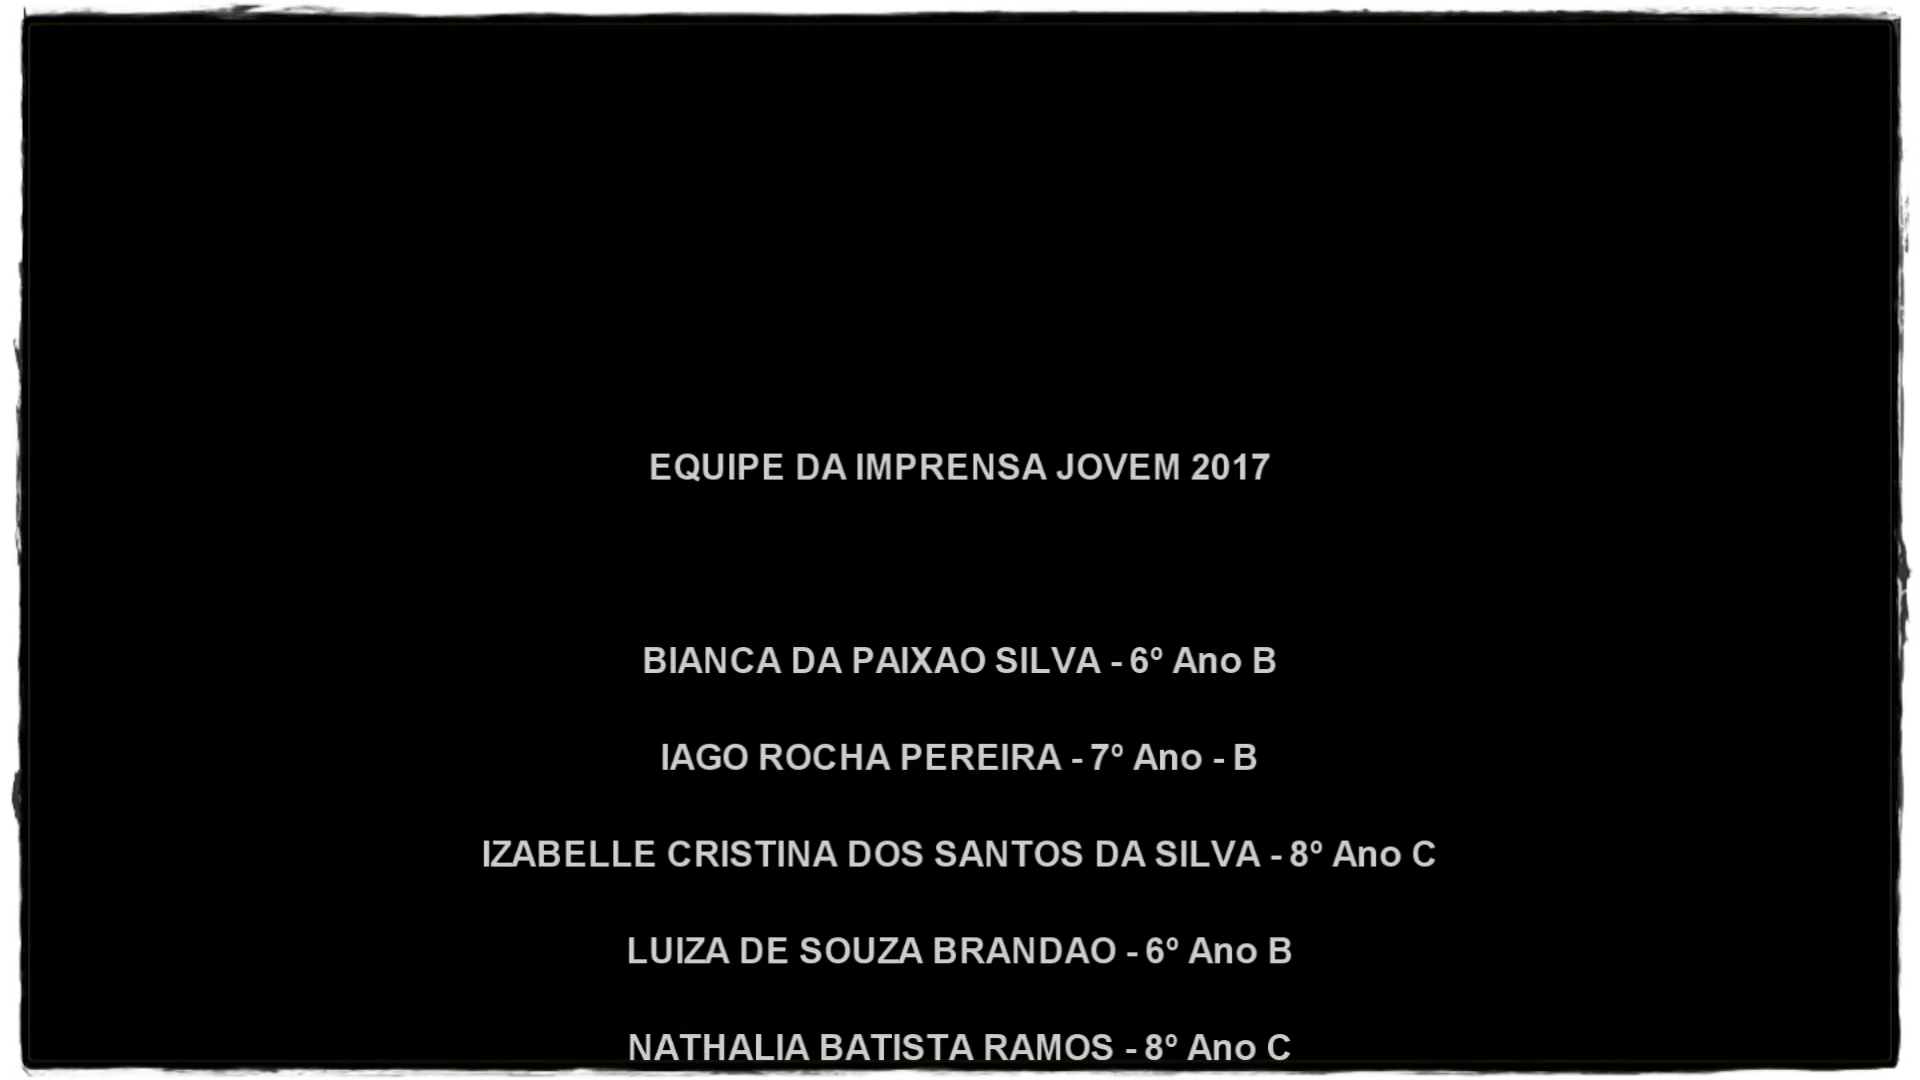 EQUIPE DA IMPRENSA JOVEM 2017
BIANCA DA PAIXAO SILVA - 6º Ano B
IAGO ROCHA PEREIRA - 7º Ano - B
IZABELLE CRISTINA DOS SANTOS DA SILVA - 8º Ano C
LUIZA DE SOUZA BRANDAO - 6º Ano B
NATHALIA BATISTA RAMOS - 8º Ano C